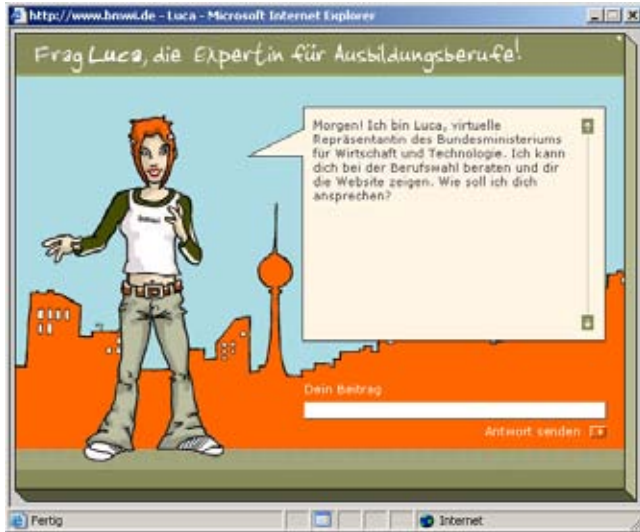 http://www.bmwi.de - Luca - Microsoft Internet Explorer
Frag Luca, die Expertin für Ausbildungsberufe!
Morgen! Ich bin Luca, virtuelle
Repräsentantin des Bundesministeriums
für Wirtschaft und Technologie. Ich kann
dich bei der Berufswahl beraten und dir
die Website zeigen. Wie soll ich dich
ansprechen?
Dein Beitrag
Antwort senden
Fertig
Internet